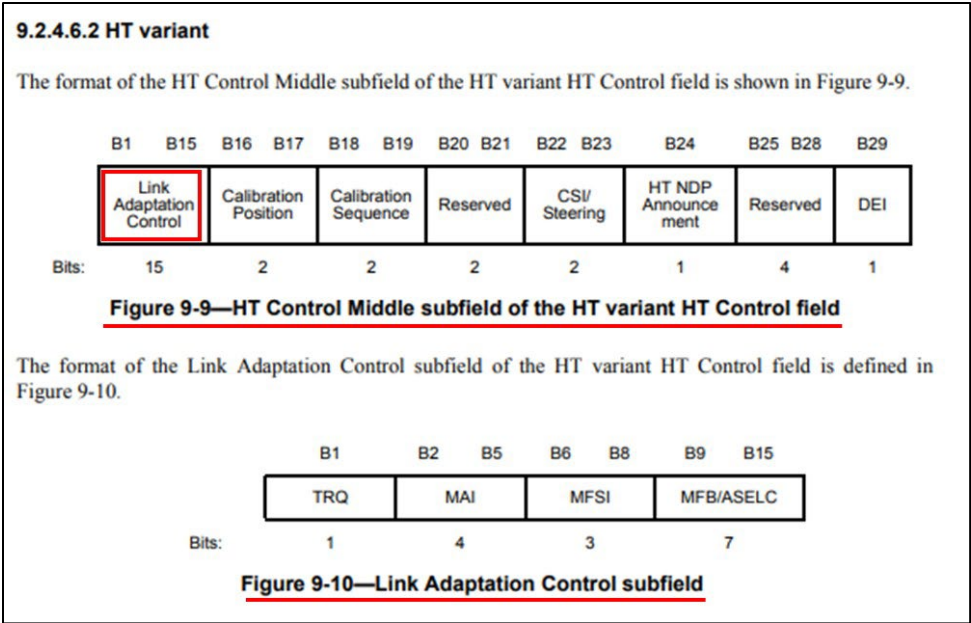 9.2.4.6.2 HT variant
The format of the HT Control Middle subfield of the HT variant HT Control field is shown in Figure 9-9.
B1 B15 B16 B17 B18 B19 B20 B21 B22 B23 B24 B25 B28 B29
Link Adaptation Control Calibration Position Calibration Sequence Reserved CSI/ Steering HT NDP Announce ment Reserved DEI
Bits: 15 2 2 2 2 1 4 1
Figure 9-9—HT Control Middle subfield of the HT variant HT Control field
The format of the Link Adaptation Control subfield of the HT variant HT Control field is defined in
Figure 9-10.
B1 B2 B5 B6 B8 B9 B15
TRQ MAI MFSI MFB/ASELC
Bits: 1 4 3 7
Figure 9-10—Link Adaptation Control subfield